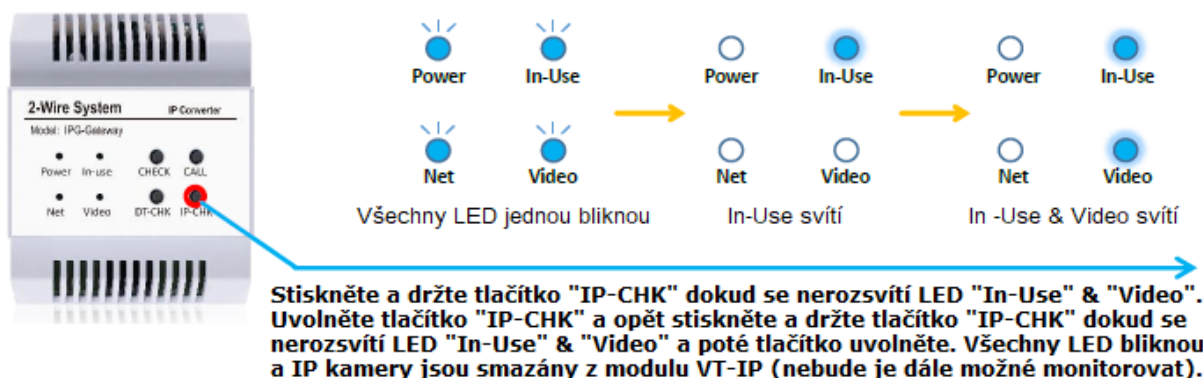 2-Wire System IP Converter
Model: IPG-Gateway
Power In-use CHECK CALL
Net Video DT-CHK IP-CHK
Power In-Use Power In-Use Power In-Use
Net Video Net Video Net Video
Všechny LED jednou bliknou In-Use svítí In -Use & Video svítí
Stiskněte a držte tlačítko "IP-CHK" dokud se nerozsvítí LED "In-Use" & "Video".
Uvolněte tlačítko "IP-CHK" a opět stiskněte a držte tlačítko "IP-CHK" dokud se
nerozsvítí LED "In-Use" & "Video" a poté tlačítko uvolněte. Všechny LED bliknou
a IP kamery jsou smazány z modulu VT-IP (nebude je dále možné monitorovat).